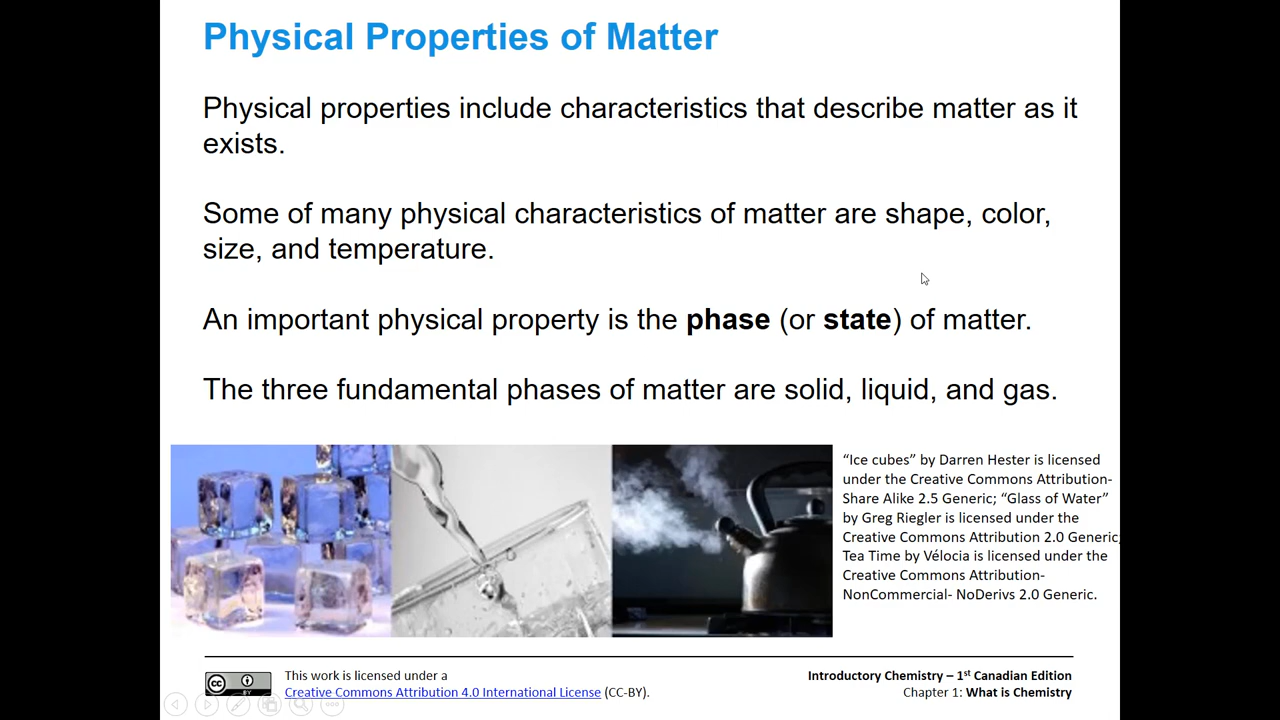 Physical Properties of Matter
Physical properties include characteristics that describe matter as it
exists.
Some of many physical characteristics of matter are shape, color,
size, and temperature.
An important physical property is the phase (or state) of matter.
The three fundamental phases of matter are solid, liquid, and gas.
“Ice cubes” by Darren Hester is licensed
under the Creative Commons Attribution-
Share Alike 2.5 Generic; “Glass of Water”
by Greg Riegler is licensed under the
Creative Commons Attribution 2.0 Generic;
Tea Time by Vélocia is licensed under the
Creative Commons Attribution-
NonCommercial- NoDerivs 2.0 Generic.
cc
BY
This work is licensed under a
Creative Commons Attribution 4.0 International License (CC-BY).
Introductory Chemistry – 1st Canadian Edition
Chapter 1: What is Chemistry